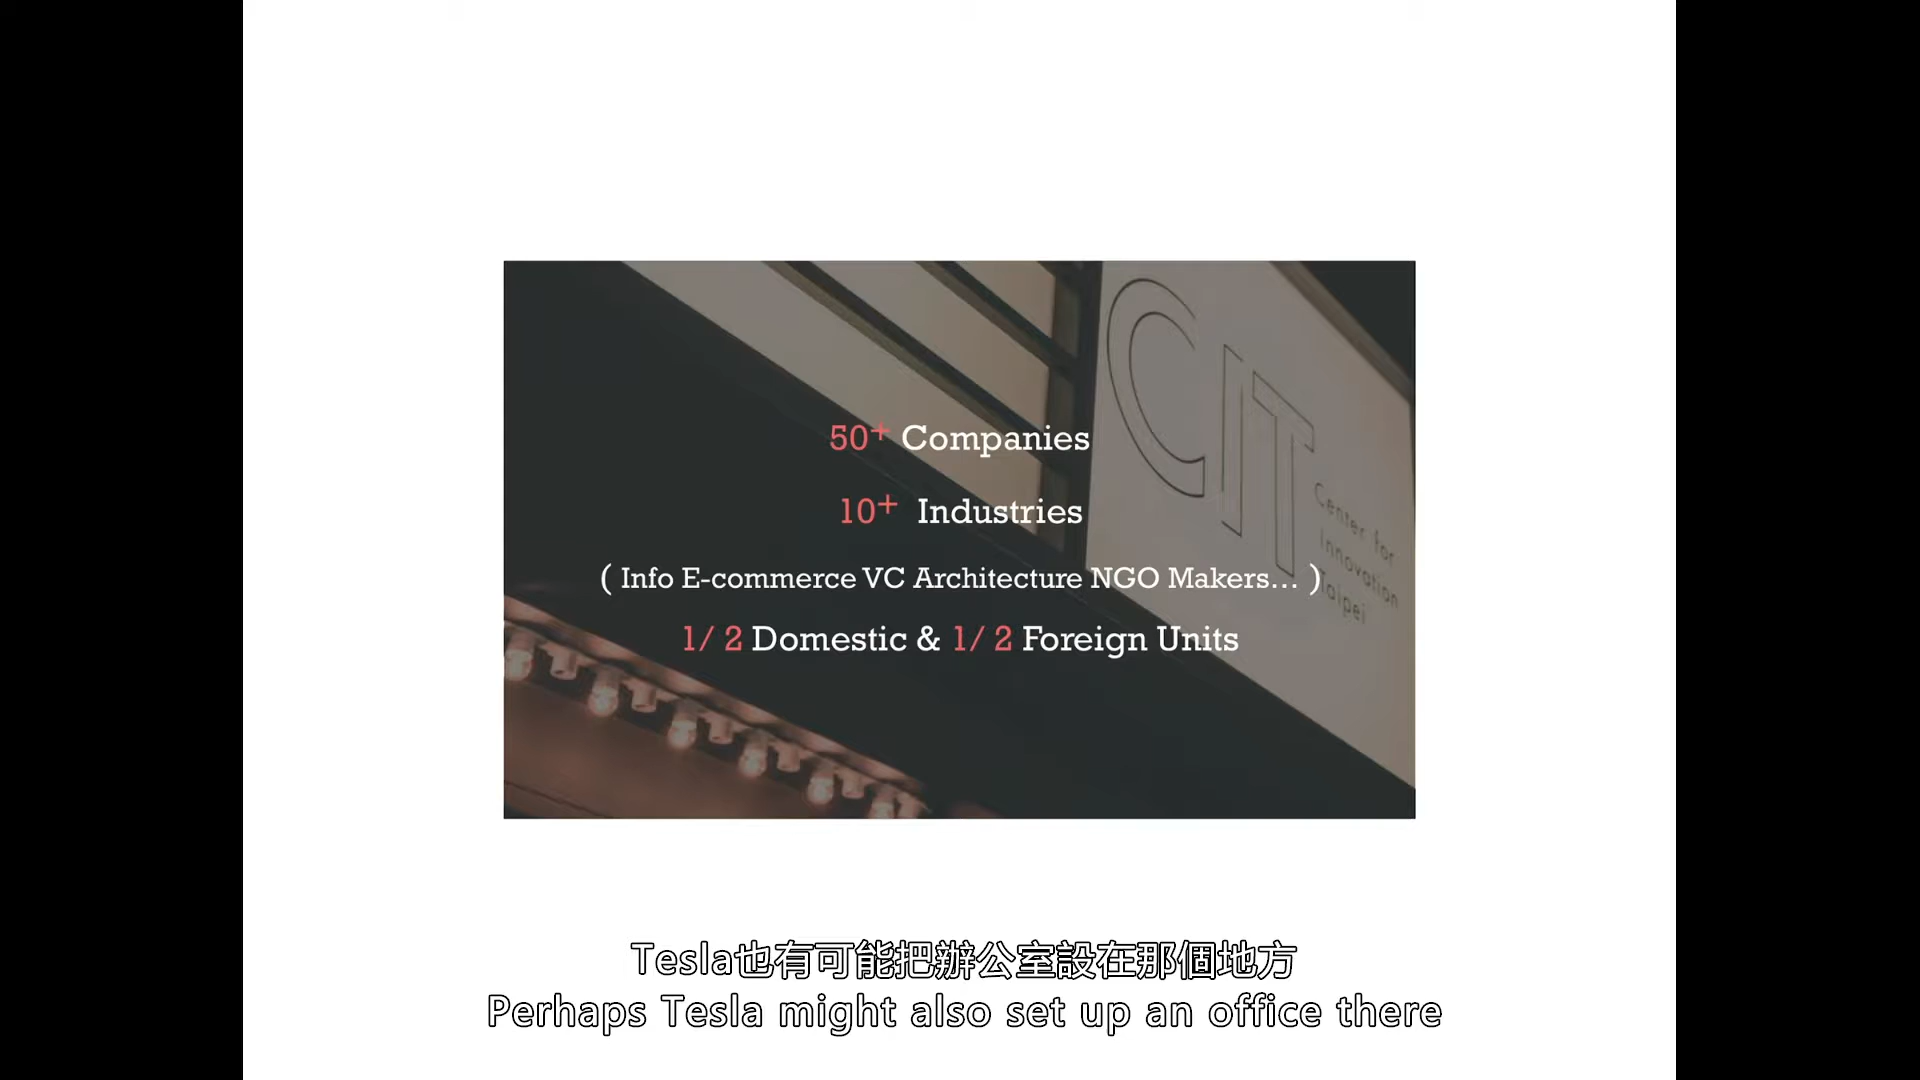 CIT
Center for
Innovation
Taipei
50+ Companies
10+ Industries
( Info E-commerce VC Architecture NGO Makers... )
1/ 2 Domestic & 1/ 2 Foreign Units
Tesla也有可能把辦公室設在那個地方
Perhaps Tesla might also set up an office there